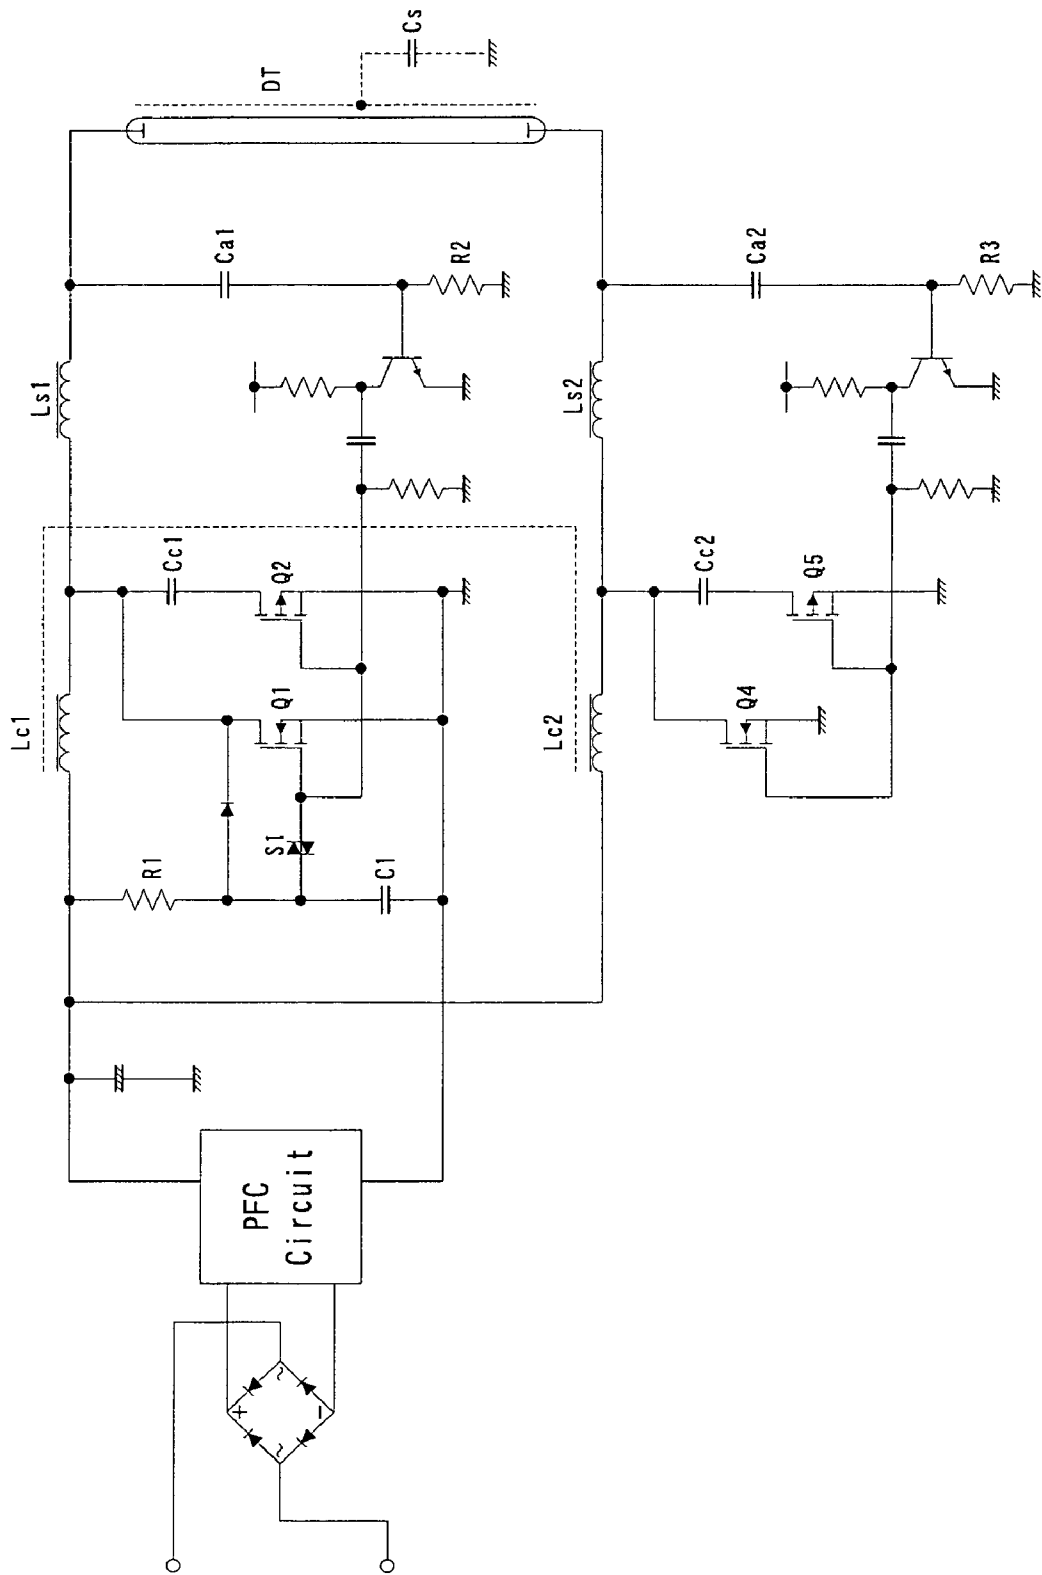 Cs
DT
Ca1
R2
Ca2
R3
Ls1
Ls2
Cc1
Q2
Cc2
Q5
Lc1
Q1
Lc2
Q4
S1
R1
C1
PFC
Circuit
+
~
~
−